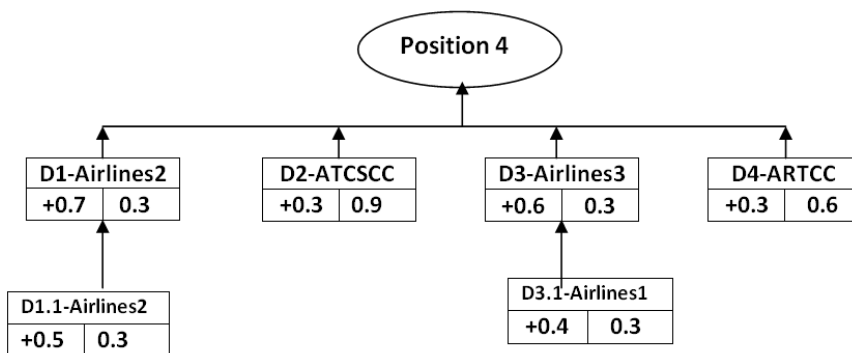 Position 4
D1-Airlines2 D2-ATCSCC D3-Airlines3 D4-ARTCC
+0.7 0.3 +0.3 0.9 +0.6 0.3 +0.3 0.6
D1.1-Airlines2 D3.1-Airlines1
+0.5 0.3 +0.4 0.3